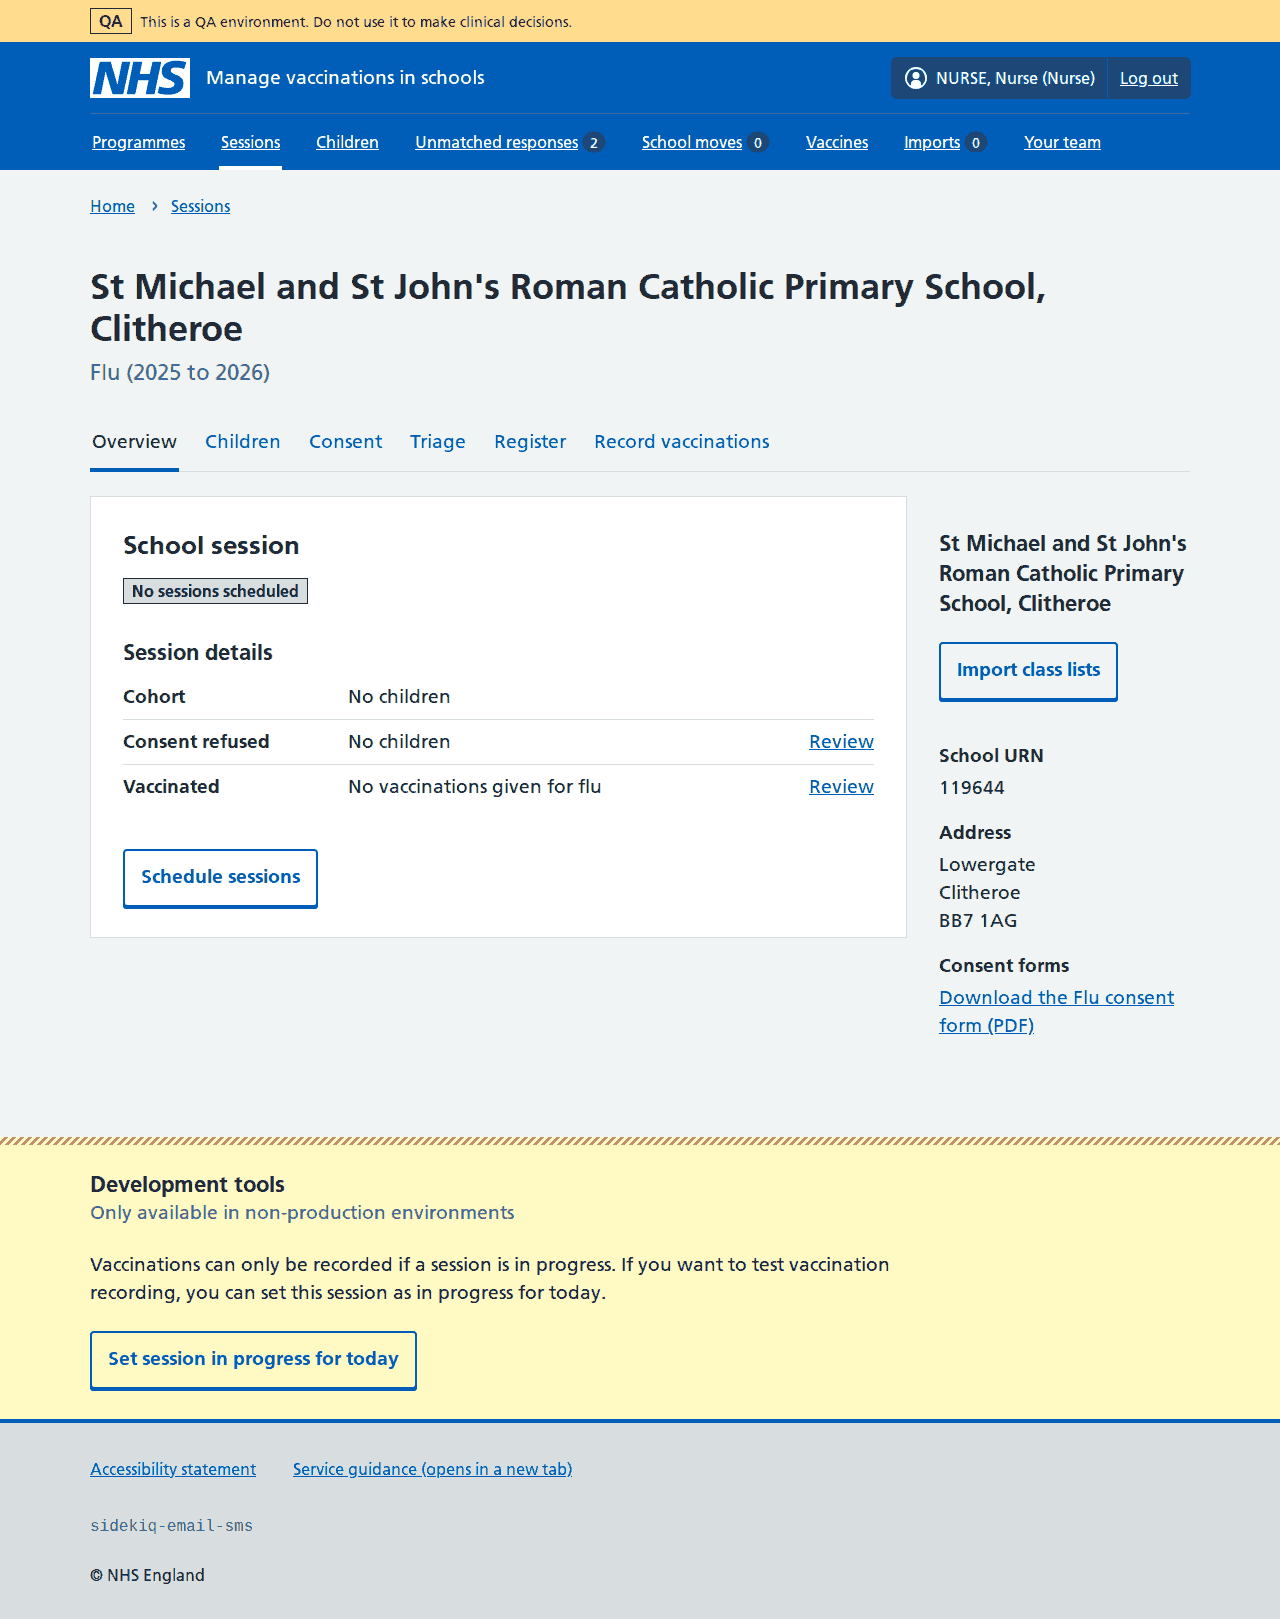 QA This is a QA environment. Do not use it to make clinical decisions.
NHS Manage vaccinations in schools NURSE, Nurse (Nurse) Log out
Programmes Sessions Children Unmatched responses 2 School moves 0 Vaccines Imports 0 Your team
Home › Sessions
St Michael and St John's Roman Catholic Primary School,
Clitheroe
Flu (2025 to 2026)
Overview Children Consent Triage Register Record vaccinations
School session
No sessions scheduled
Session details
Cohort No children
Consent refused No children Review
Vaccinated No vaccinations given for flu Review
Schedule sessions
St Michael and St John's
Roman Catholic Primary
School, Clitheroe
Import class lists
School URN
119644
Address
Lowergate
Clitheroe
BB7 1AG
Consent forms
Download the Flu consent
form (PDF)
Development tools
Only available in non-production environments
Vaccinations can only be recorded if a session is in progress. If you want to test vaccination
recording, you can set this session as in progress for today.
Set session in progress for today
Accessibility statement Service guidance (opens in a new tab)
sidekiq-email-sms
© NHS England